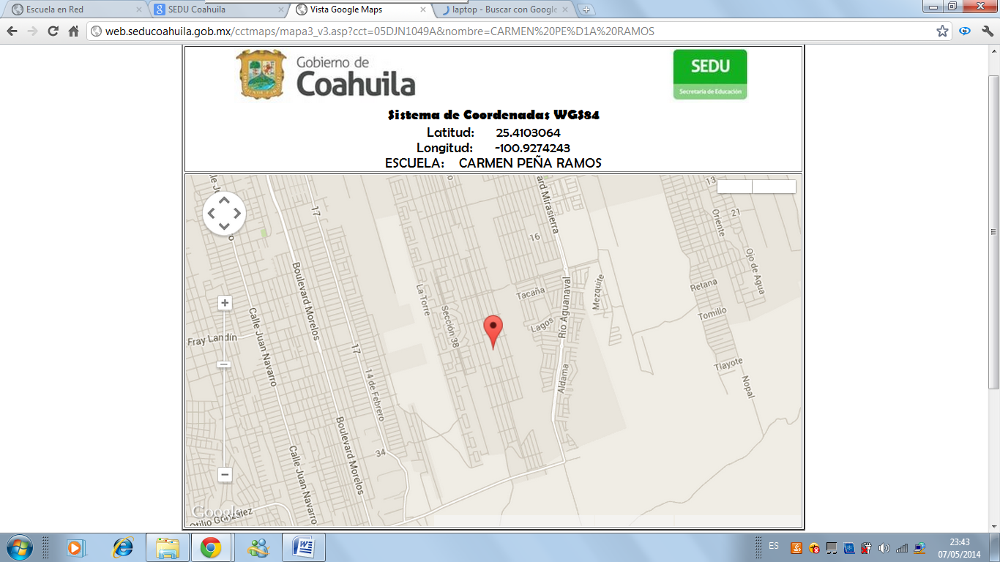 Escuela en Red
SEDU Coahuila
Vista Google Maps
laptop - Buscar con Google
web.seducoahuila.gob.mx/cctmaps/mapa3_v3.asp?cct=05DJN1049A&nombre=CARMEN%20PE%D1A%20RAMOS
Gobierno de
Coahuila
SEDU
Secretaría de Educación
Sistema de Coordenadas WGS84
Latitud: 25.4103064
Longitud: -100.9274243
ESCUELA: CARMEN PEÑA RAMOS
17
ard Mirasierra
13
21
Oriente
16
Ojo de Agua
Boulevard Morelos
La Torre
Tacaña
Río Aguanaval
Mezquite
Retana
Calle Juan Navarro
Sección 38
Lagos
Tomillo
Fray Landín
17
14 de Febrero
Aldama
Tlayote
Nopal
Boulevard Morelos
34
Calle Juan Navarro
Google
otilio González
ES
23:43
07/05/2014